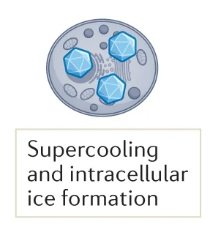 Supercooling
and intracellular
ice formation